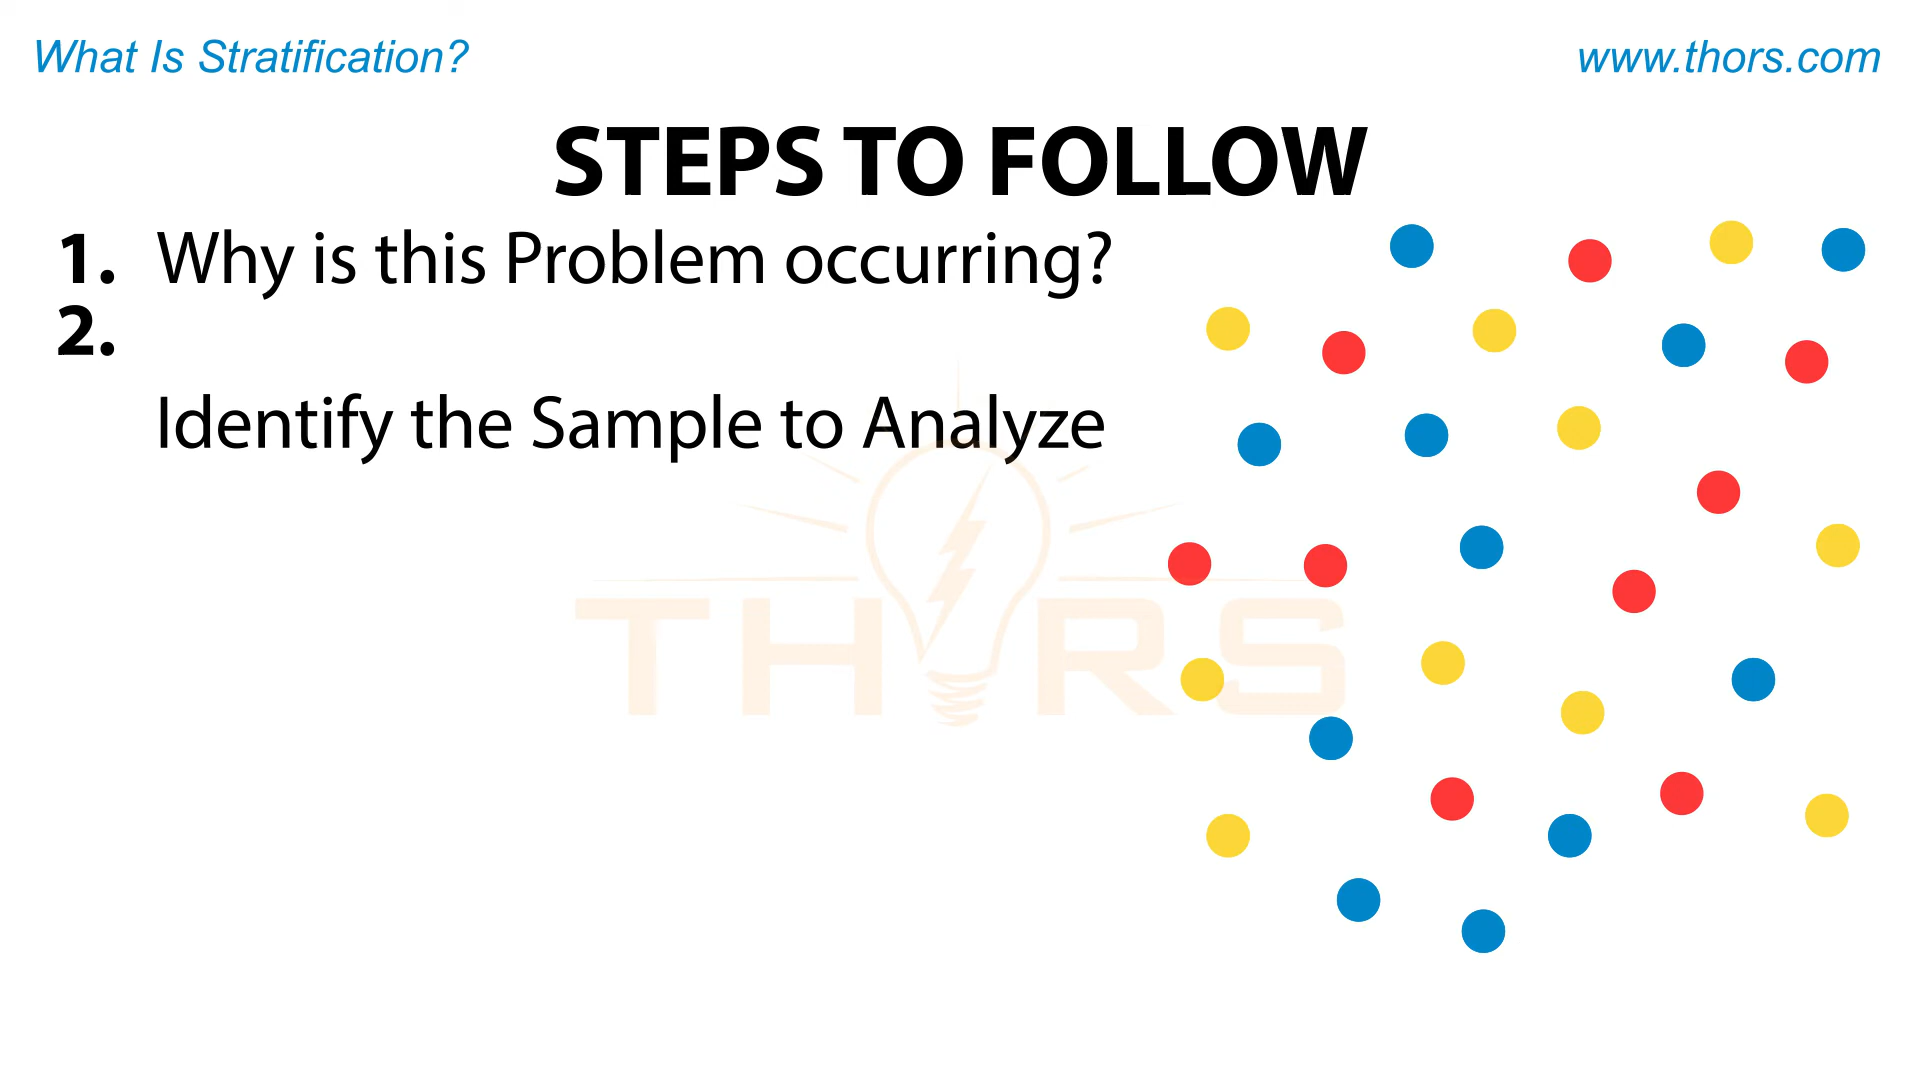 What Is Stratification?
www.thors.com
STEPS TO FOLLOW
1. Why is this Problem occurring?
2.
Identify the Sample to Analyze
THORS